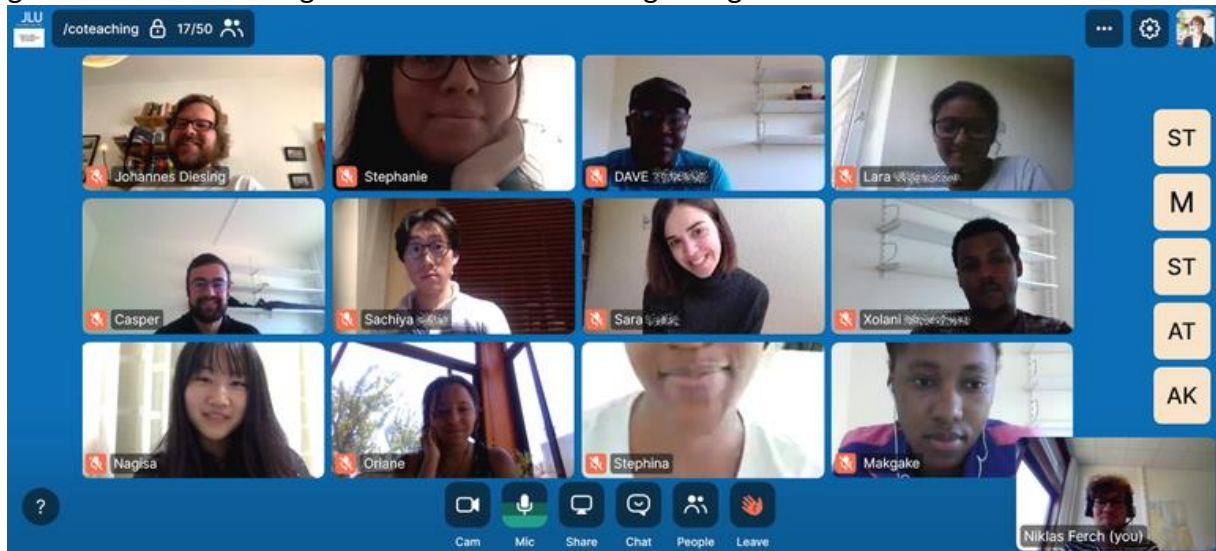 JLU
/coteaching 17/50
Johannes Diesing
Stephanie
DAVE
Lara
ST
M
Casper
Sachiya
Sara
Xolani
ST
AT
AK
Nagisa
Oriane
Stephina
Makgake
Niklas Ferch (you)
?
Cam Mic Share Chat People Leave